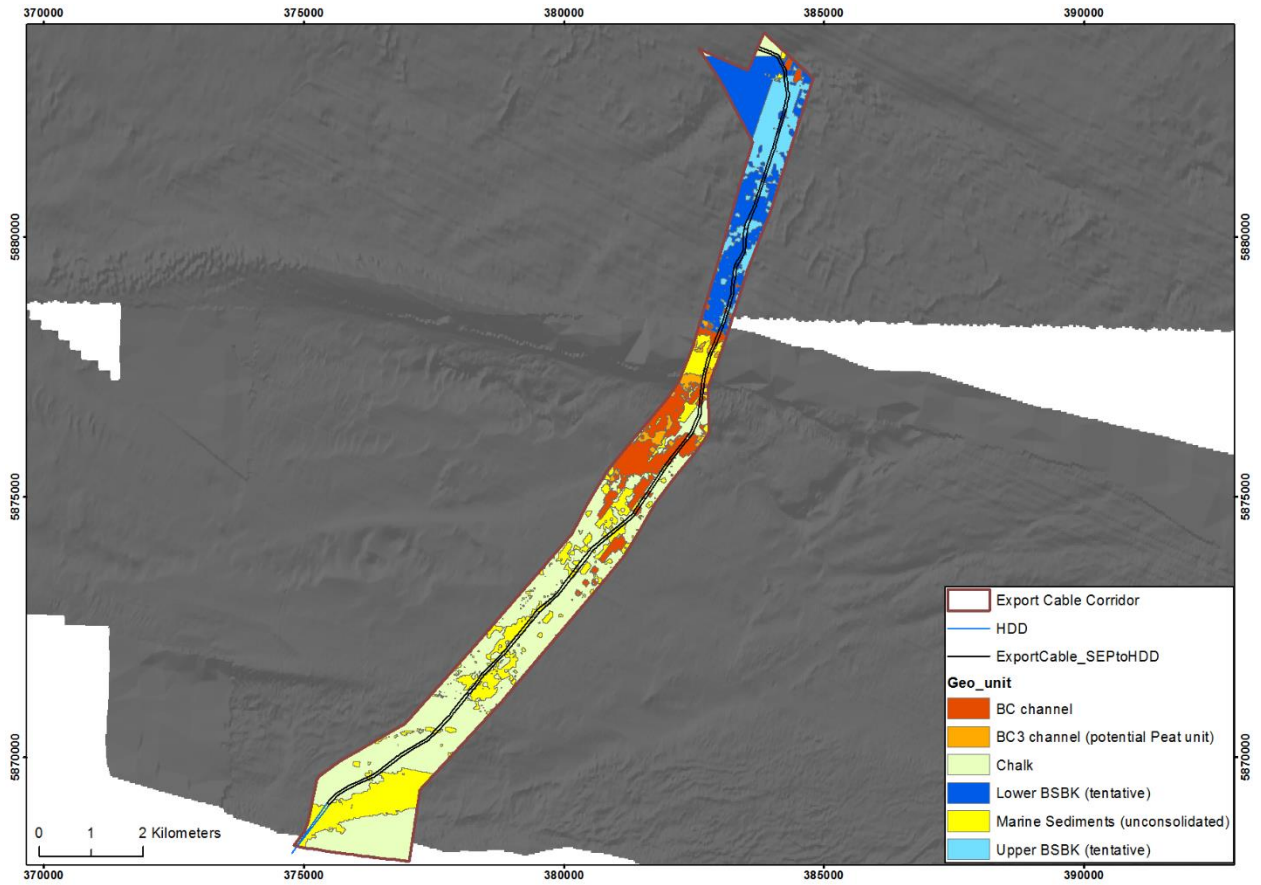 370000 375000 380000 385000 390000
5880000 5880000
5875000 5875000
5870000 5870000
Export Cable Corridor
HDD
ExportCable_SEPtoHDD
Geo_unit
BC channel
BC3 channel (potential Peat unit)
Chalk
Lower BSBK (tentative)
Marine Sediments (unconsolidated)
Upper BSBK (tentative)
0 1 2 Kilometers
370000 375000 380000 385000 390000